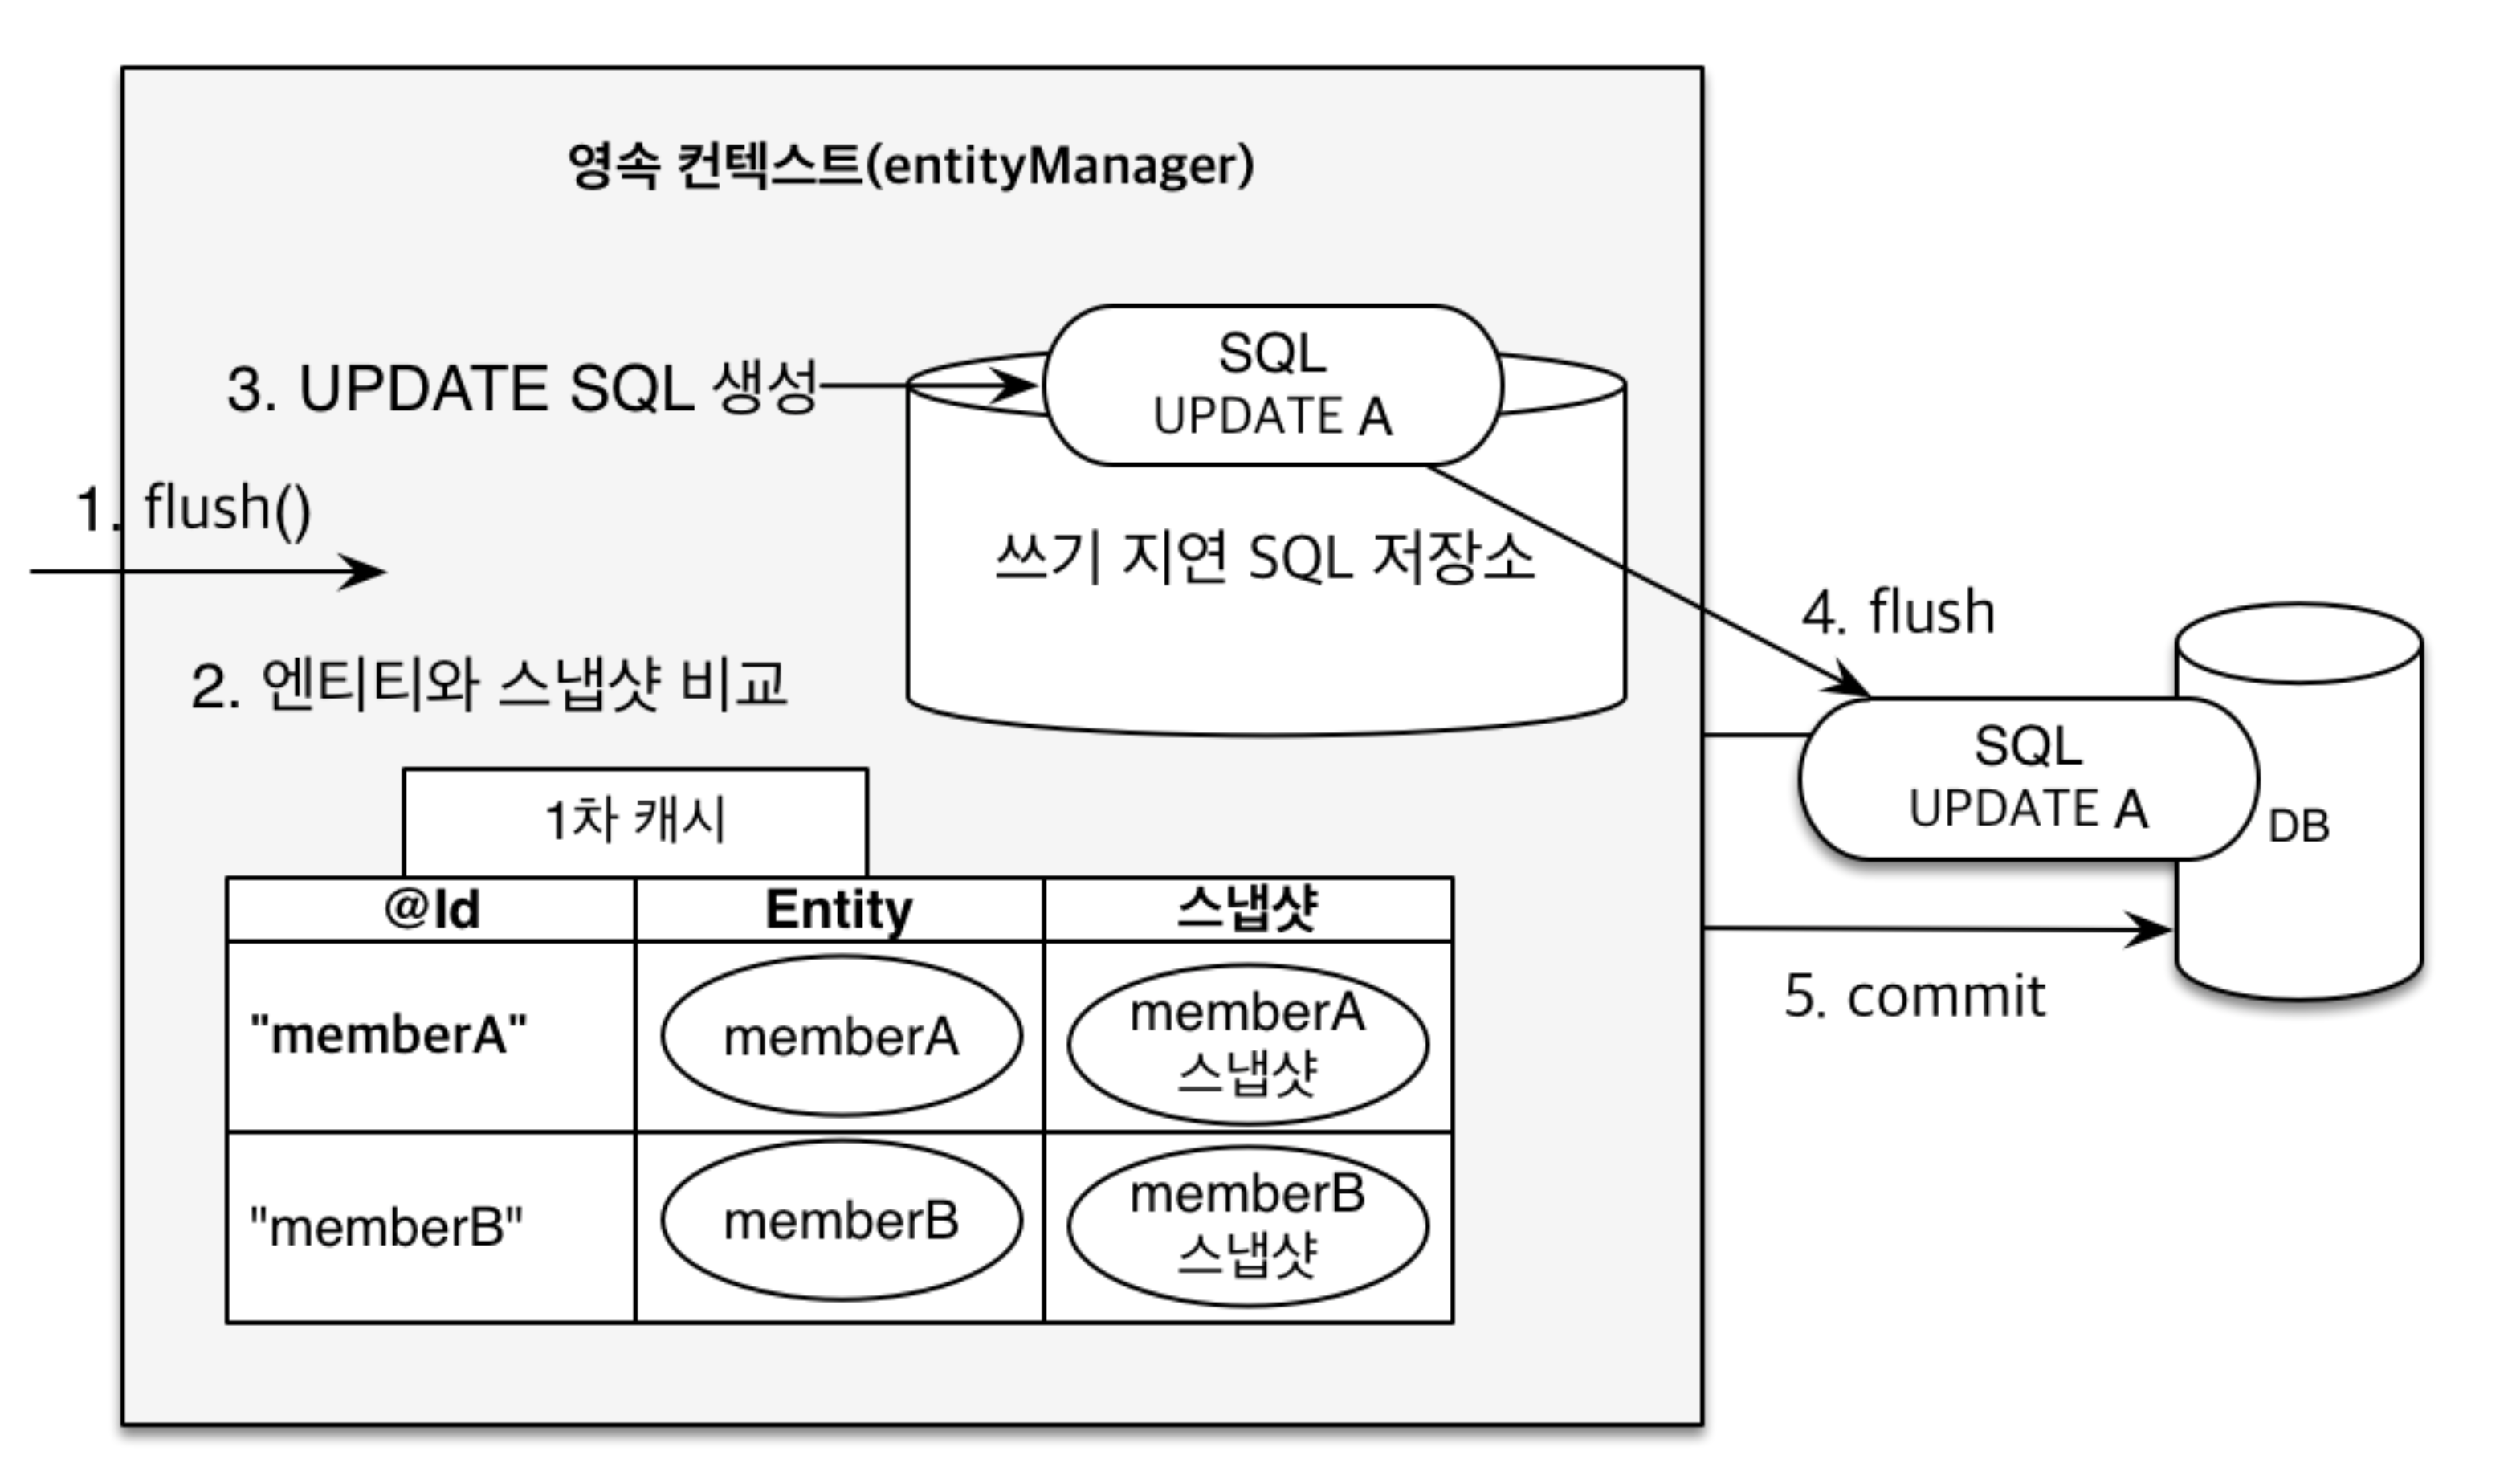 영속 컨텍스트(entityManager)
SQL
UPDATE A
3. UPDATE SQL 생성
1. flush()
쓰기 지연 SQL 저장소
4. flush
2. 엔티티와 스냅샷 비교
SQL
UPDATE A
DB
1차 캐시
@Id Entity 스냅샷
"memberA" memberA memberA
스냅샷
5. commit
"memberB" memberB memberB
스냅샷